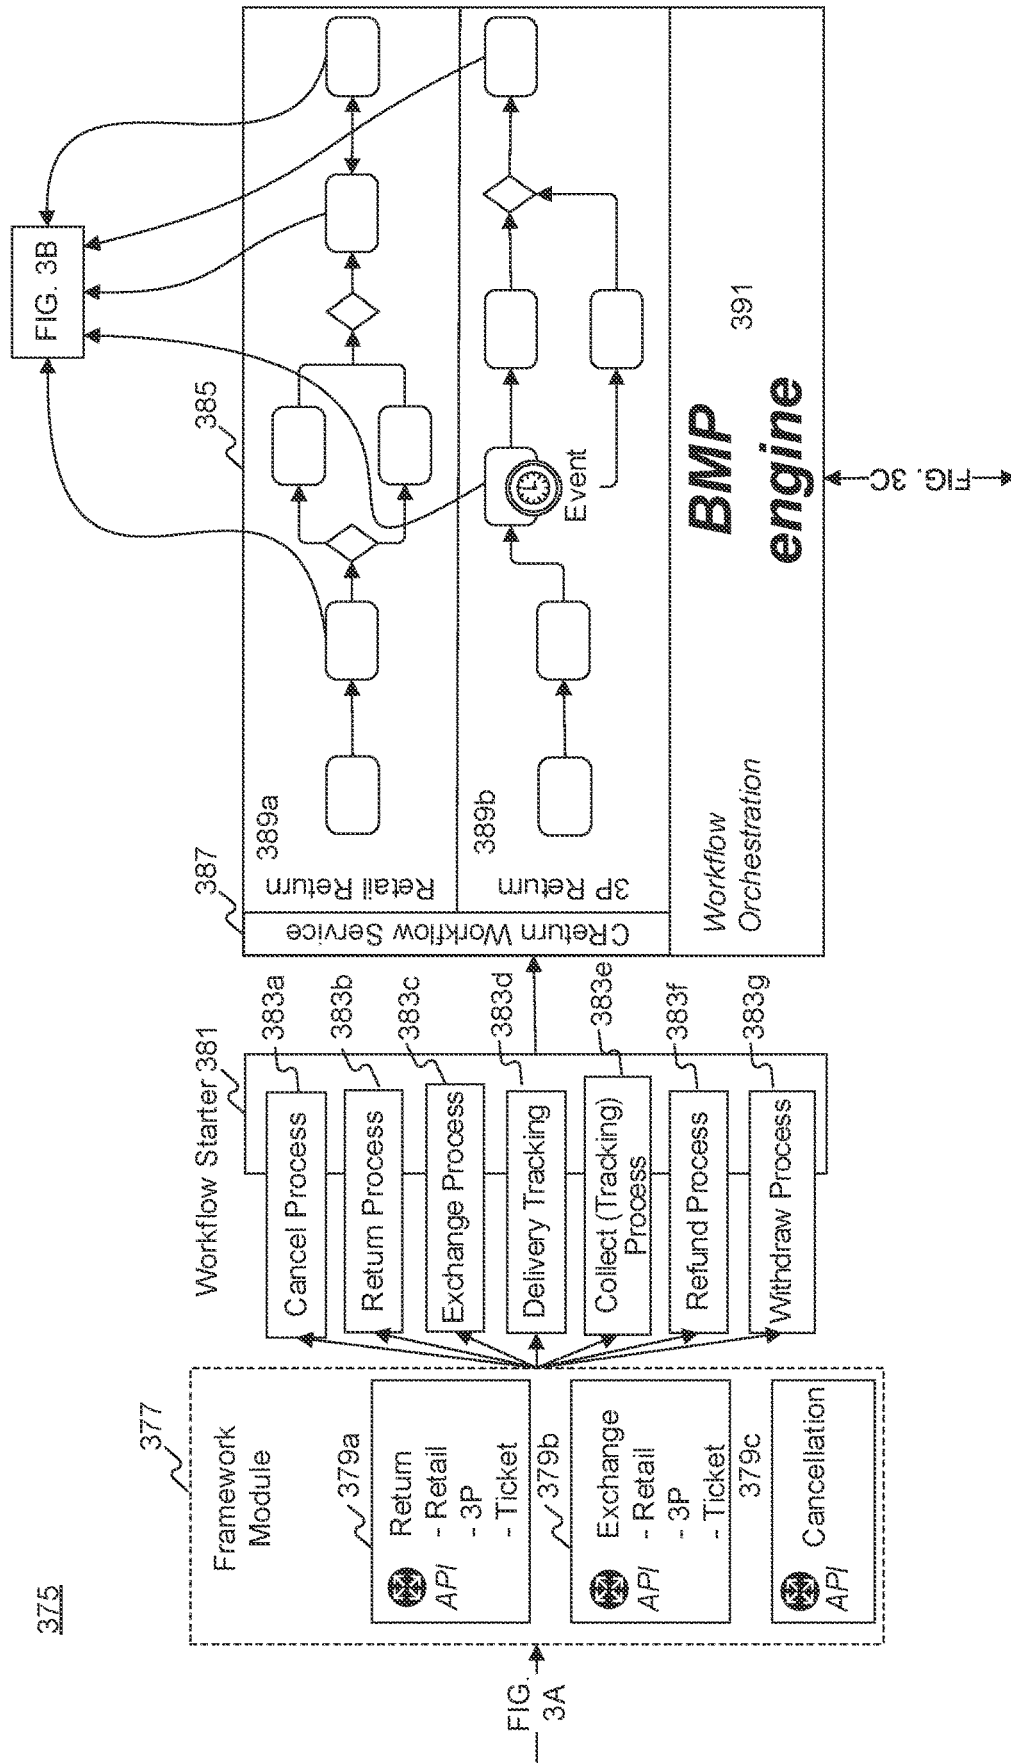 375
377
Framework
Module
379a
Return
- Retail
- 3P
- Ticket
API
379b
Exchange
- Retail
- 3P
- Ticket
API
379c
Cancellation
API
FIG.
3A
Workflow Starter 381
Cancel Process
383a
Return Process
383b
Exchange Process
383c
Delivery Tracking
383d
Collect (Tracking)
Process
383e
Refund Process
383f
Withdraw Process
383g
387
CReturn Workflow Service
385
Retail Return
389a
3P Return
389b
Event
FIG. 3B
Workflow
Orchestration
BMP
engine
391
FIG. 3C